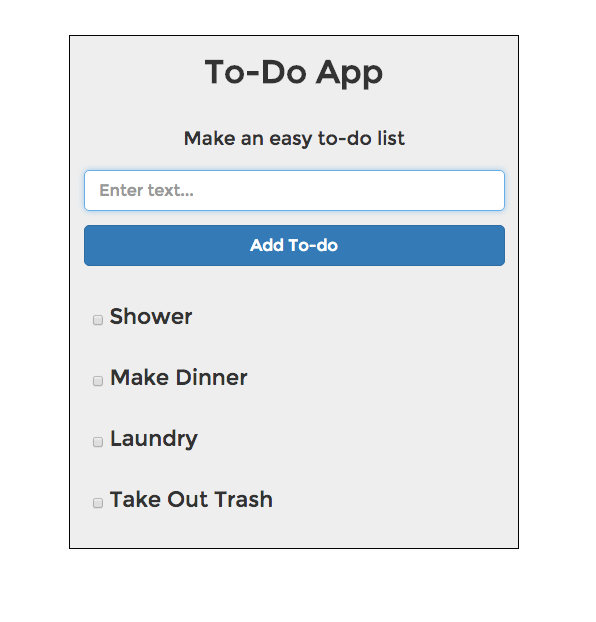 To-Do App
Make an easy to-do list
Enter text...
Add To-do
Shower
Make Dinner
Laundry
Take Out Trash